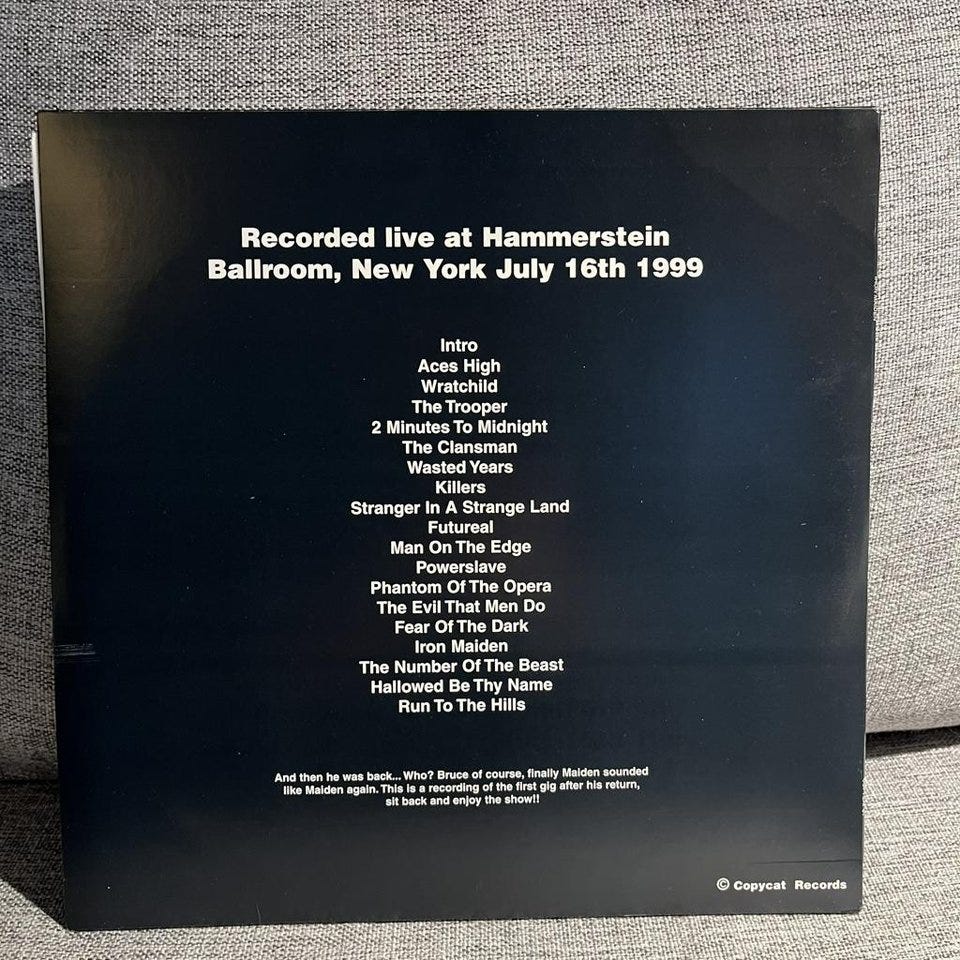 Recorded live at Hammerstein
Ballroom, New York July 16th 1999
Intro
Aces High
Wratchild
The Trooper
2 Minutes To Midnight
The Clansman
Wasted Years
Killers
Stranger In A Strange Land
Futureal
Man On The Edge
Powerslave
Phantom Of The Opera
The Evil That Men Do
Fear Of The Dark
Iron Maiden
The Number Of The Beast
Hallowed Be Thy Name
Run To The Hills
And then he was back... Who? Bruce of course, finally Maiden sounded
like Maiden again. This is a recording of the first gig after his return,
sit back and enjoy the show!!
© Copycat Records